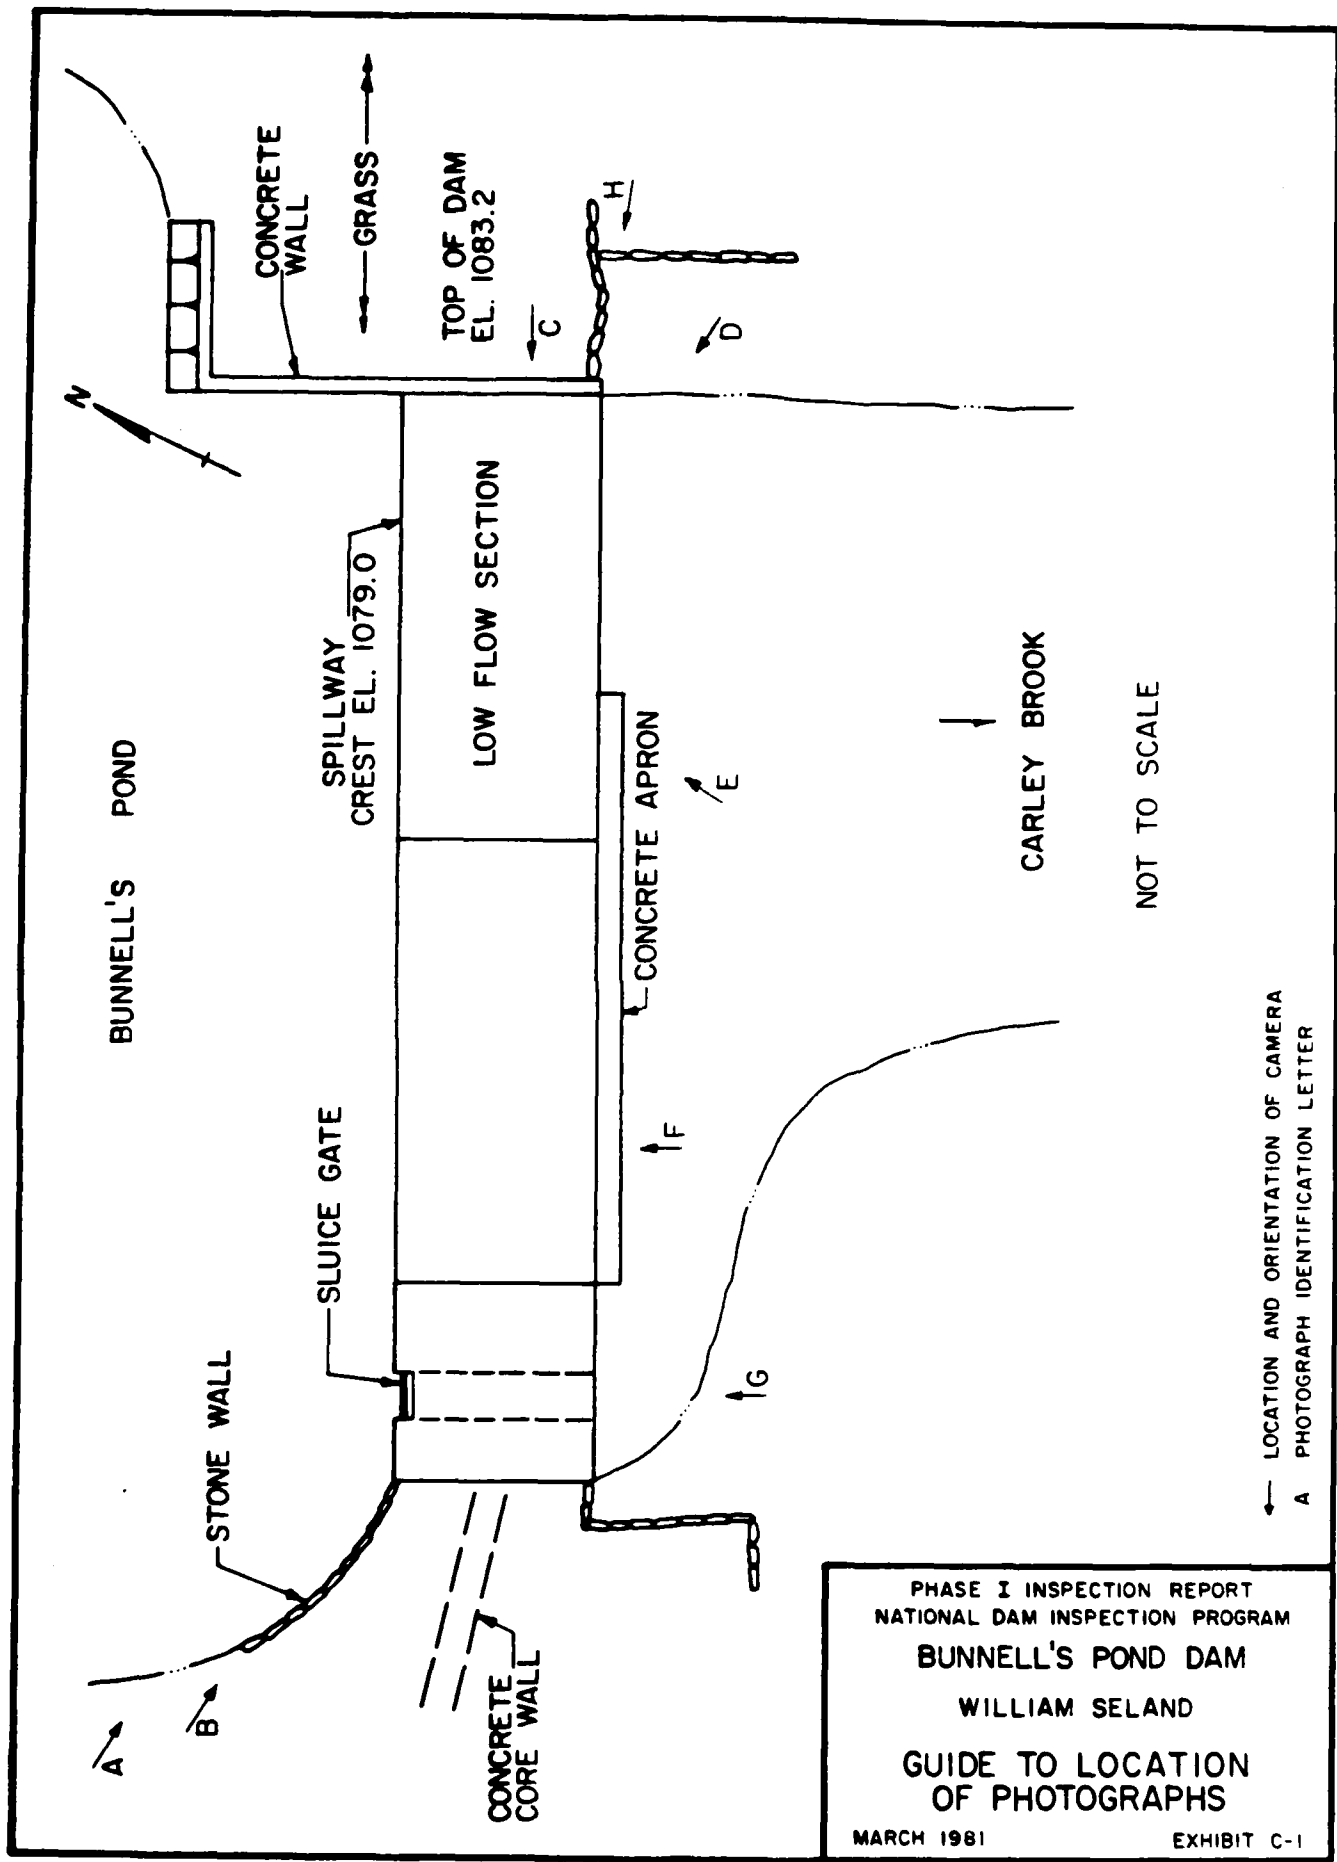 BUNNELL'S POND
STONE WALL
SLUICE GATE
SPILLWAY
CREST EL. 1079.0
N
CONCRETE
WALL
GRASS
TOP OF DAM
EL. 1083.2
LOW FLOW SECTION
CONCRETE APRON
CONCRETE
CORE WALL
A
B
C
D
E
F
G
H
CARLEY BROOK
NOT TO SCALE
LOCATION AND ORIENTATION OF CAMERA
A PHOTOGRAPH IDENTIFICATION LETTER
PHASE I INSPECTION REPORT
NATIONAL DAM INSPECTION PROGRAM
BUNNELL'S POND DAM
WILLIAM SELAND
GUIDE TO LOCATION
OF PHOTOGRAPHS
MARCH 1981 EXHIBIT C-1